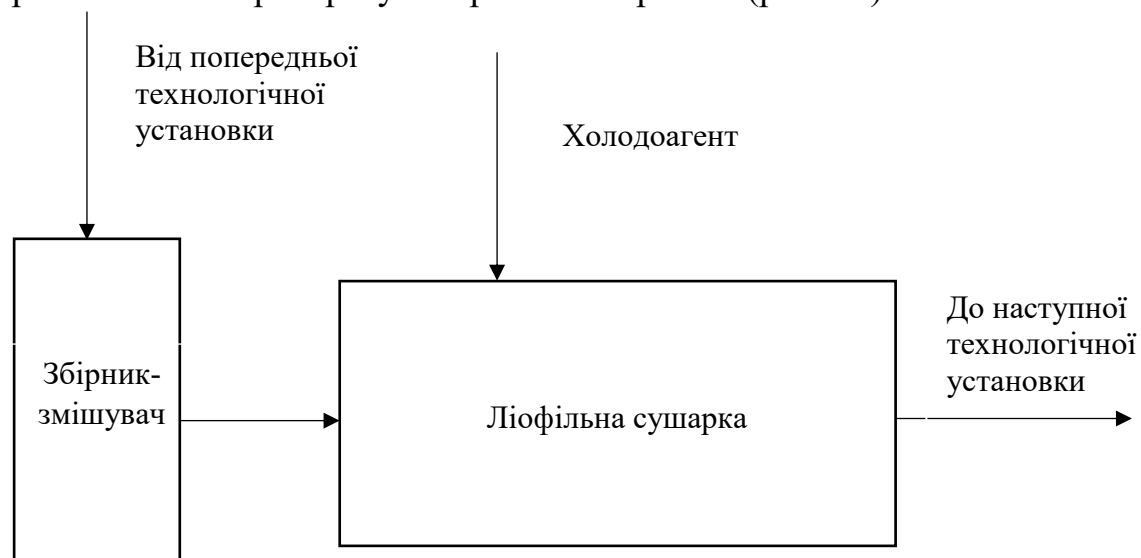 Від попередньої
технологічної
установки
Холодоагент
До наступної
технологічної
установки
Збірник-
змішувач
Ліофільна сушарка